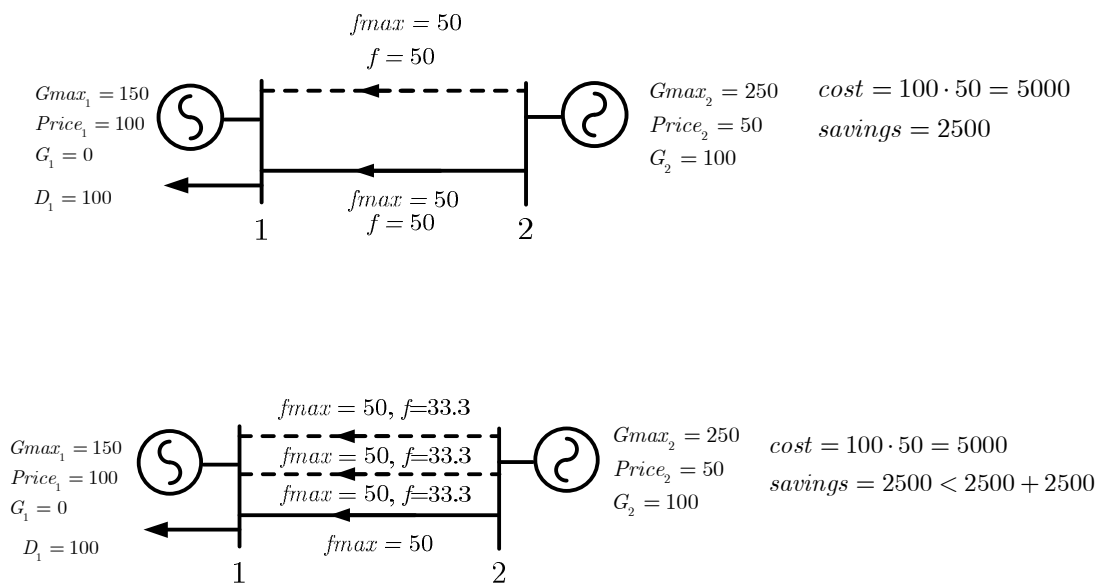 fmax = 50
f = 50
Gmax₁ = 150
Price₁ = 100
G₁ = 0
D₁ = 100
Gmax₂ = 250
Price₂ = 50
G₂ = 100
cost = 100 · 50 = 5000
savings = 2500
fmax = 50
f = 50
1
2
fmax = 50, f=33.3
fmax = 50, f=33.3
fmax = 50, f=33.3
fmax = 50
Gmax₁ = 150
Price₁ = 100
G₁ = 0
D₁ = 100
Gmax₂ = 250
Price₂ = 50
G₂ = 100
cost = 100 · 50 = 5000
savings = 2500 < 2500 + 2500
1
2